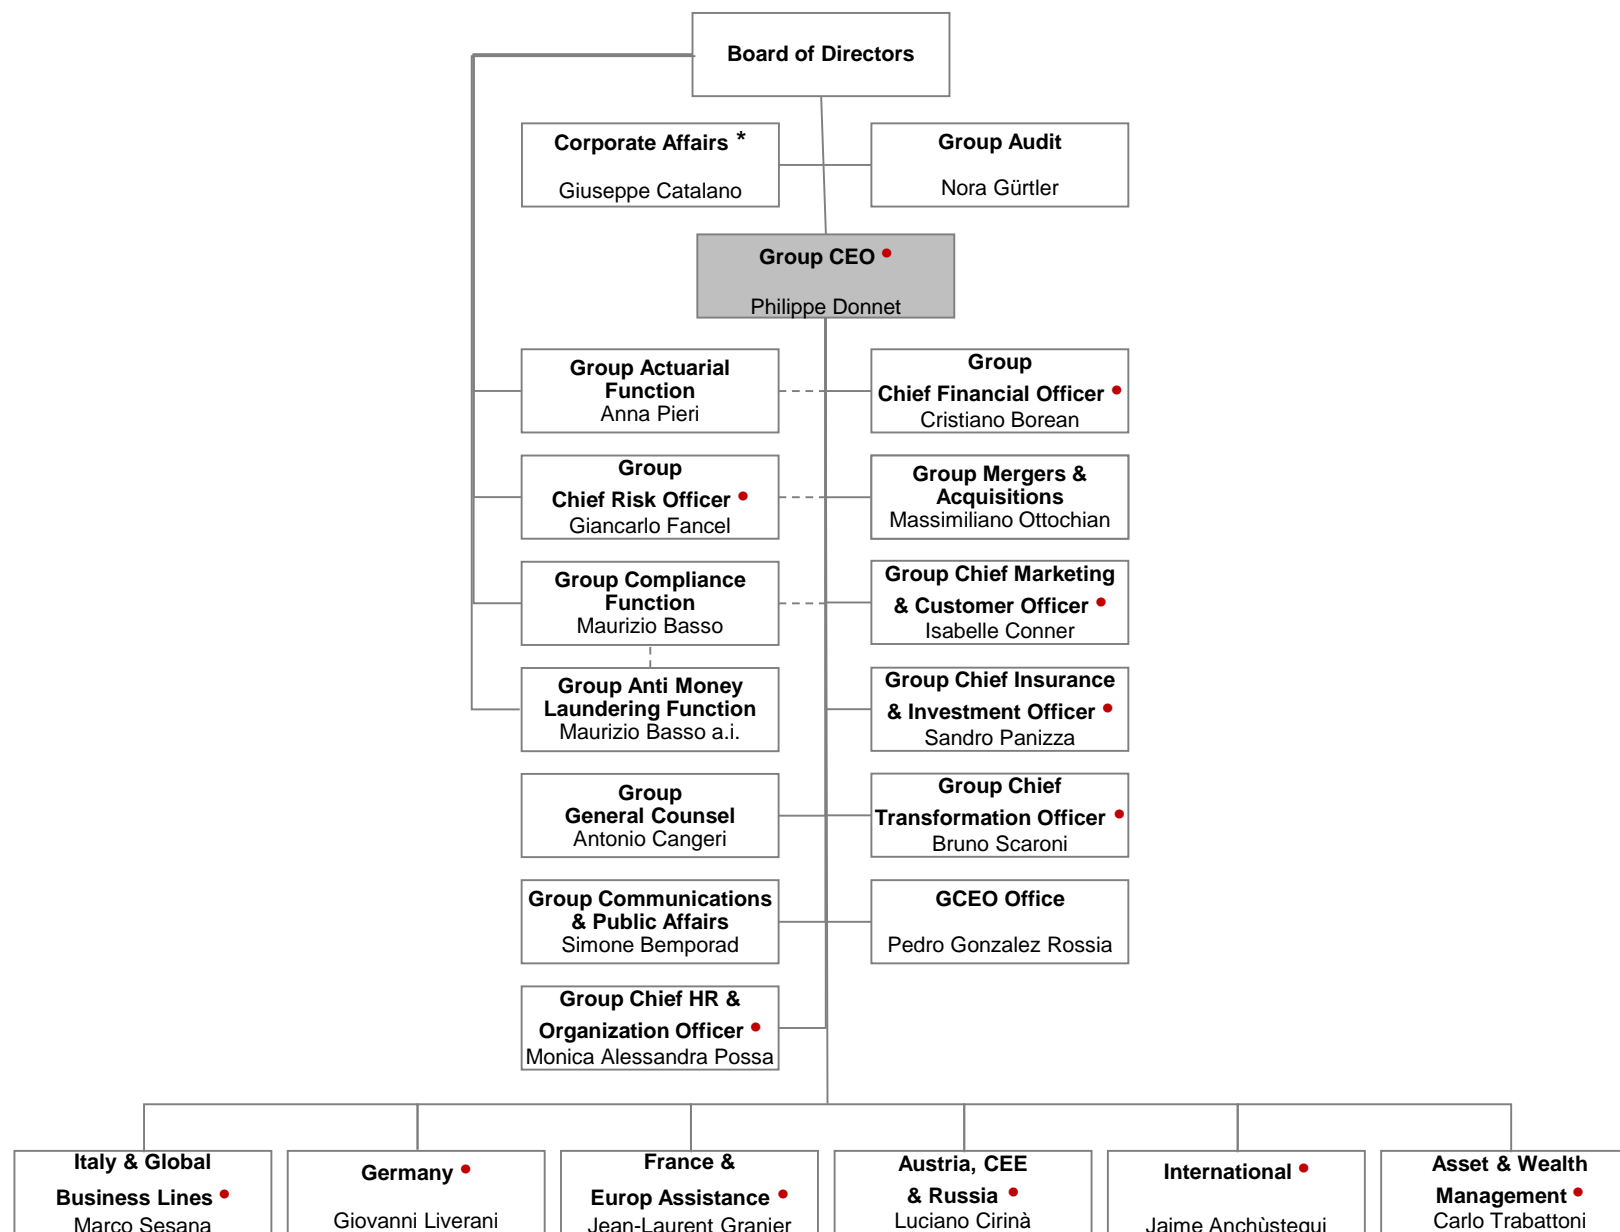 Board of Directors
Corporate Affairs *
Giuseppe Catalano
Group Audit
Nora Gürtler
Group CEO •
Philippe Donnet
Group Actuarial
Function
Anna Pieri
Group
Chief Financial Officer •
Cristiano Borean
Group
Chief Risk Officer •
Giancarlo Fancel
Group Mergers &
Acquisitions
Massimiliano Ottochian
Group Compliance
Function
Maurizio Basso
Group Chief Marketing
& Customer Officer •
Isabelle Conner
Group Anti Money
Laundering Function
Maurizio Basso a.i.
Group Chief Insurance
& Investment Officer •
Sandro Panizza
Group
General Counsel
Antonio Cangeri
Group Chief
Transformation Officer •
Bruno Scaroni
Group Communications
& Public Affairs
Simone Bemporad
GCEO Office
Pedro Gonzalez Rossia
Group Chief HR &
Organization Officer •
Monica Alessandra Possa
Italy & Global
Business Lines •
Marco Sesana
Germany •
Giovanni Liverani
France &
Europ Assistance •
Jean-Laurent Granier
Austria, CEE
& Russia •
Luciano Cirinà
International •
Jaime Anchùstegui
Asset & Wealth
Management •
Carlo Trabattoni